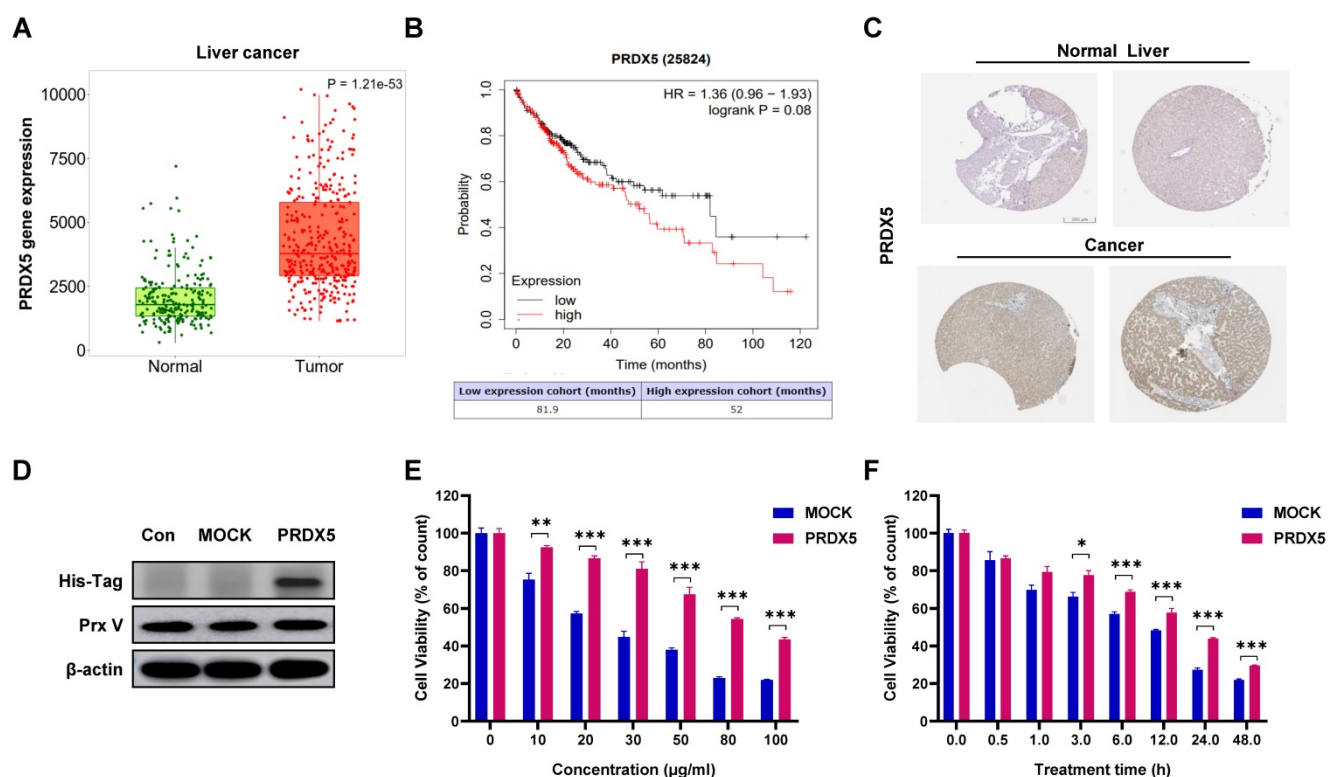 A
Liver cancer
P = 1.21e-53
PRDX5 gene expression
10000
7500
5000
2500
0
Normal
Tumor
B
PRDX5 (25824)
HR = 1.36 (0.96 − 1.93)
logrank P = 0.08
Probability
1.0
0.8
0.6
0.4
0.2
0.0
Expression
low
high
0
20
40
60
80
100
120
Time (months)
Low expression cohort (months)
High expression cohort (months)
81.9
52
C
Normal Liver
PRDX5
Cancer
D
Con
MOCK
PRDX5
His-Tag
Prx V
β-actin
E
Cell Viability (% of count)
120
100
80
60
40
20
0
**
***
***
***
***
***
MOCK
PRDX5
0
10
20
30
50
80
100
Concentration (μg/ml)
F
Cell Viability (% of count)
120
100
80
60
40
20
0
*
***
***
***
***
MOCK
PRDX5
0.0
0.5
1.0
3.0
6.0
12.0
24.0
48.0
Treatment time (h)